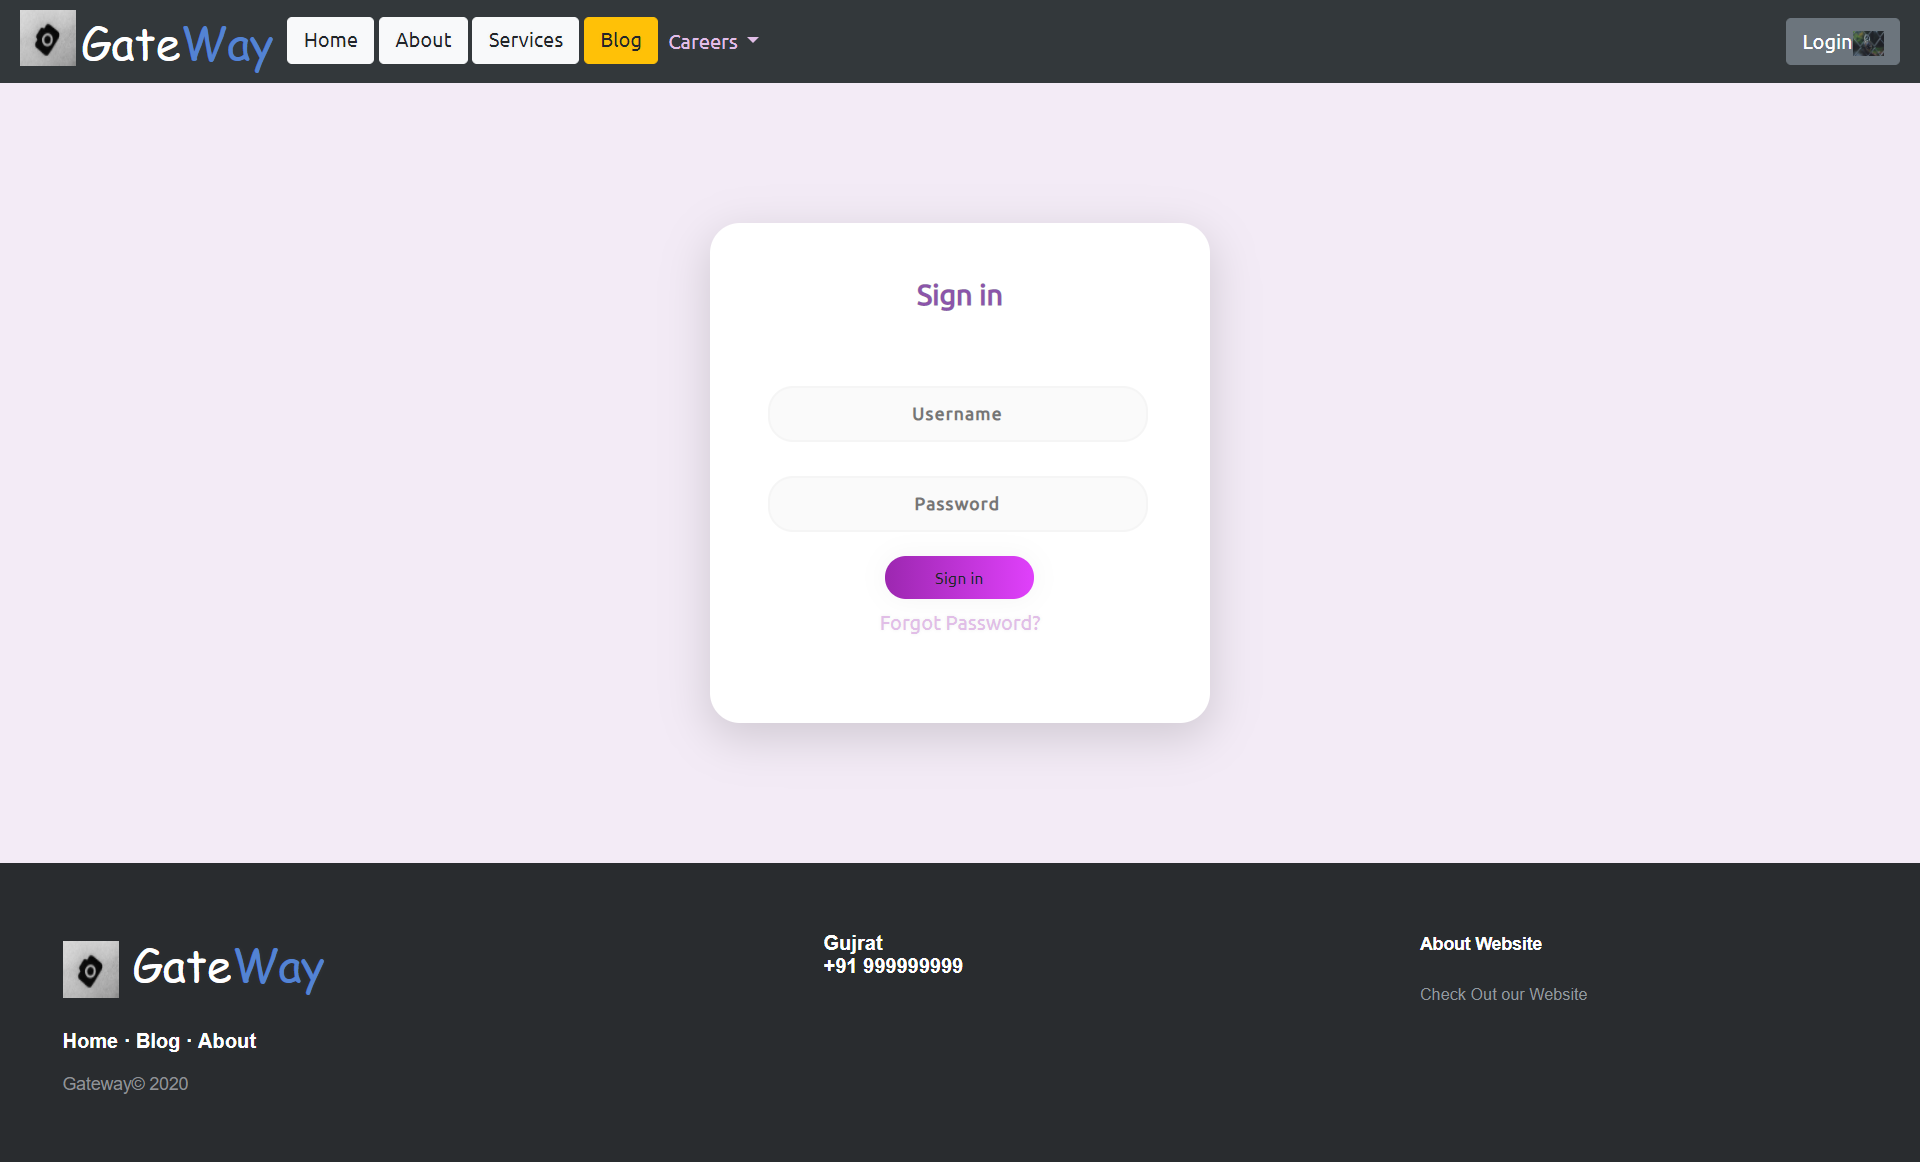 GateWay
Home
About
Services
Blog
Careers
Login
Sign in
Username
Password
Sign in
Forgot Password?
GateWay
Home · Blog · About
Gateway© 2020
Gujrat
+91 999999999
About Website
Check Out our Website